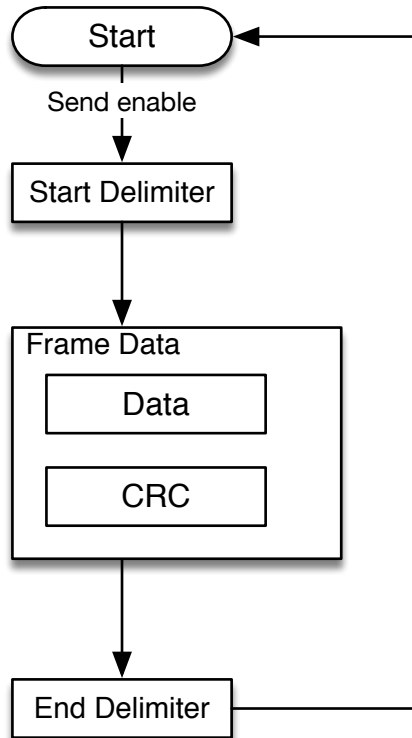 Start
Send enable
Start Delimiter
Frame Data
Data
CRC
End Delimiter